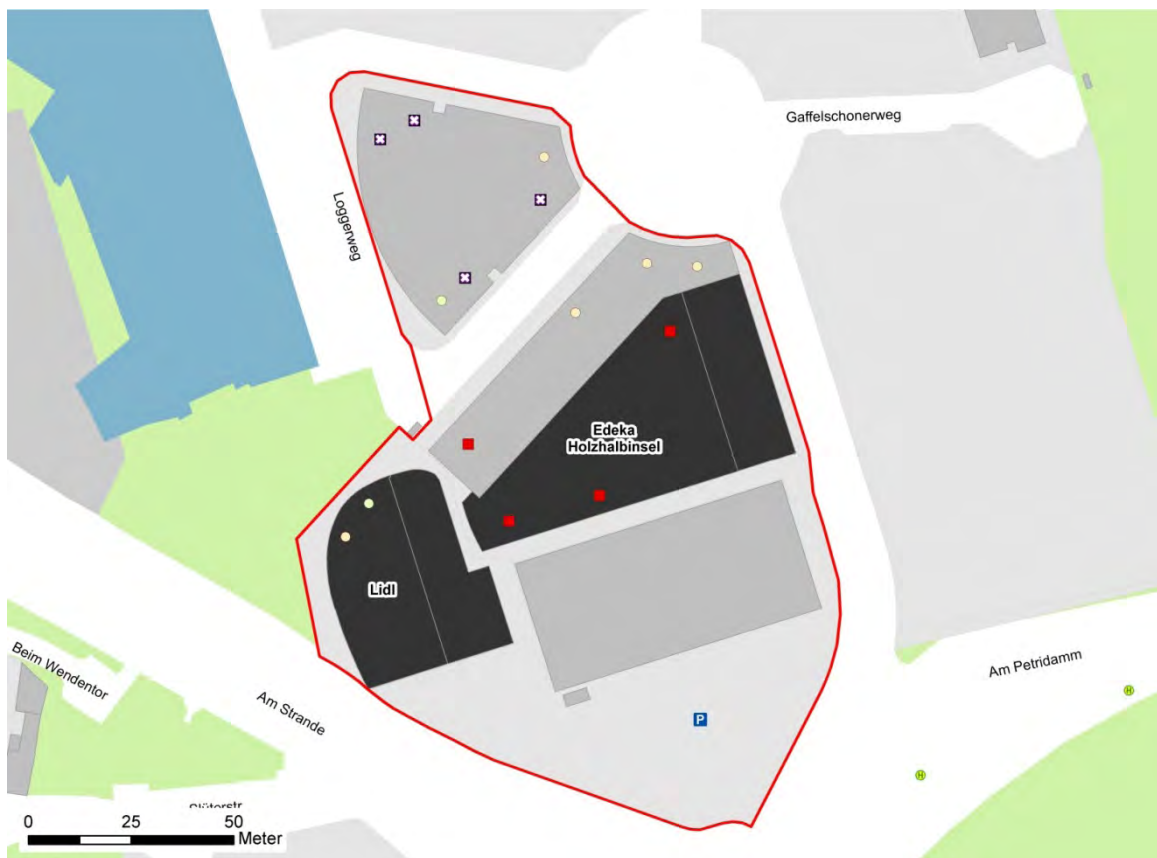 Gaffelschonerweg
Loggerweg
Edeka
Holzhalbinsel
Lidl
Beim Wendentor
Am Strande
Am Petridamm
P
H
H
0 25 50
Meter